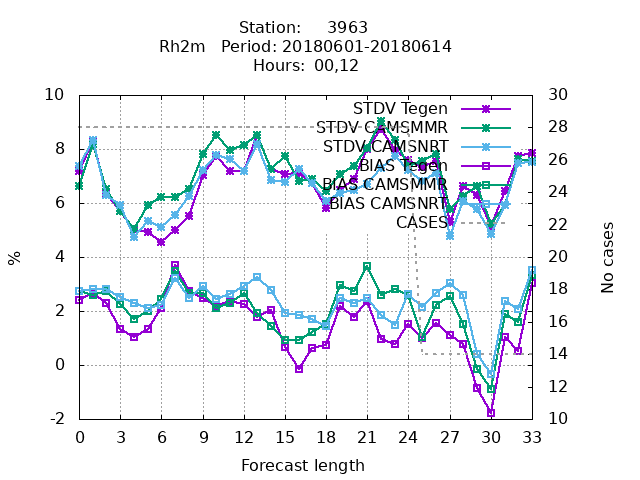 Station: 3963
Rh2m Period: 20180601-20180614
Hours: 00,12
10
8
6
4
2
0
-2
%
30
28
26
24
22
20
18
16
14
12
10
No cases
STDV Tegen
STDV CAMSMMR
STDV CAMSNRT
BIAS Tegen
BIAS CAMSMMR
BIAS CAMSNRT
CASES
0 3 6 9 12 15 18 21 24 27 30 33
Forecast length